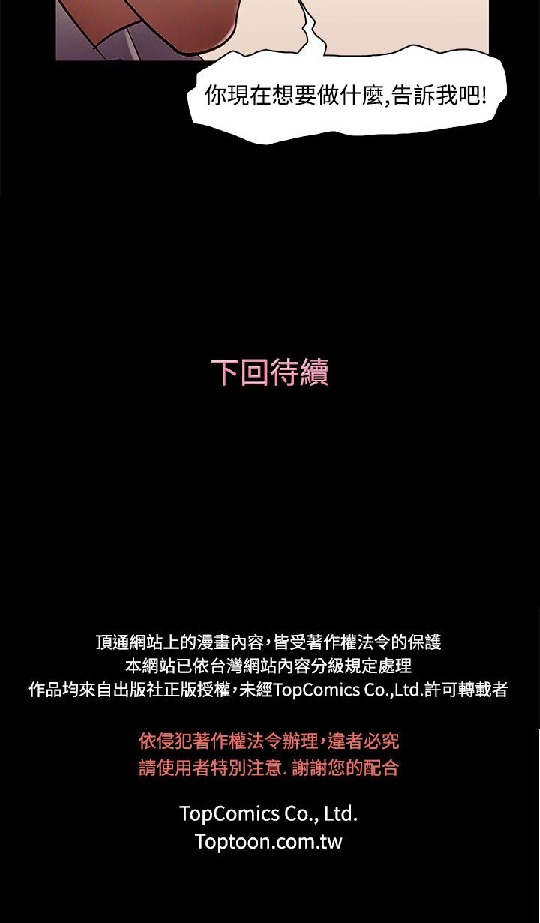 你現在想要做什麼,告訴我吧!
下回待續
頂通網站上的漫畫內容,皆受著作權法令的保護
本網站已依台灣網站內容分級規定處理
作品均來自出版社正版授權,未經TopComics Co.,Ltd.許可轉載者
依侵犯著作權法令辦理,違者必究
請使用者特別注意. 謝謝您的配合
TopComics Co., Ltd.
Toptoon.com.tw